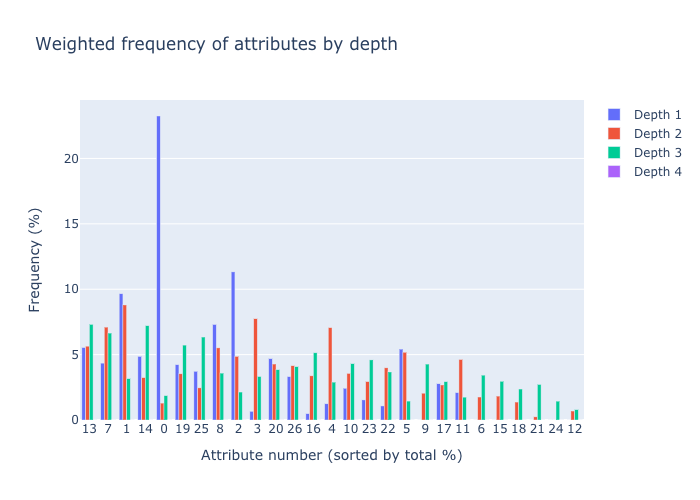 Weighted frequency of attributes by depth
Depth 1
Depth 2
Depth 3
Depth 4
Frequency (%)
20
15
10
5
0
13 7 1 14 0 19 25 8 2 3 20 26 16 4 10 23 22 5 9 17 11 6 15 18 21 24 12
Attribute number (sorted by total %)